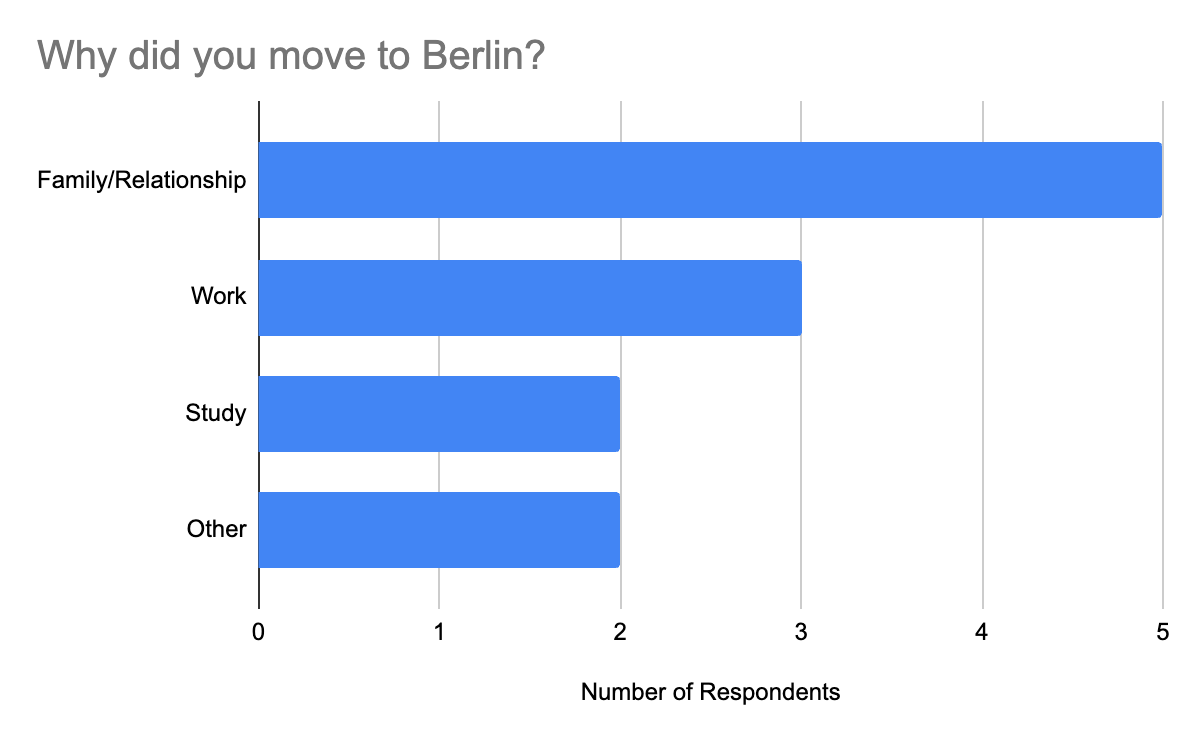 Why did you move to Berlin?
Family/Relationship
Work
Study
Other
0 1 2 3 4 5
Number of Respondents